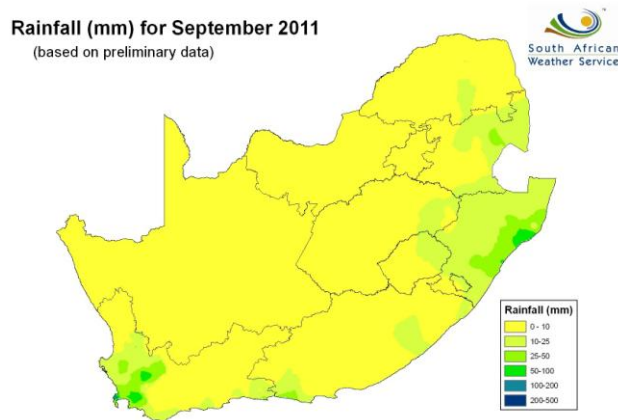 Rainfall (mm) for September 2011
(based on preliminary data)
South African
Weather Service
Rainfall (mm)
0 - 10
10-25
25-50
50-100
100-200
200-500